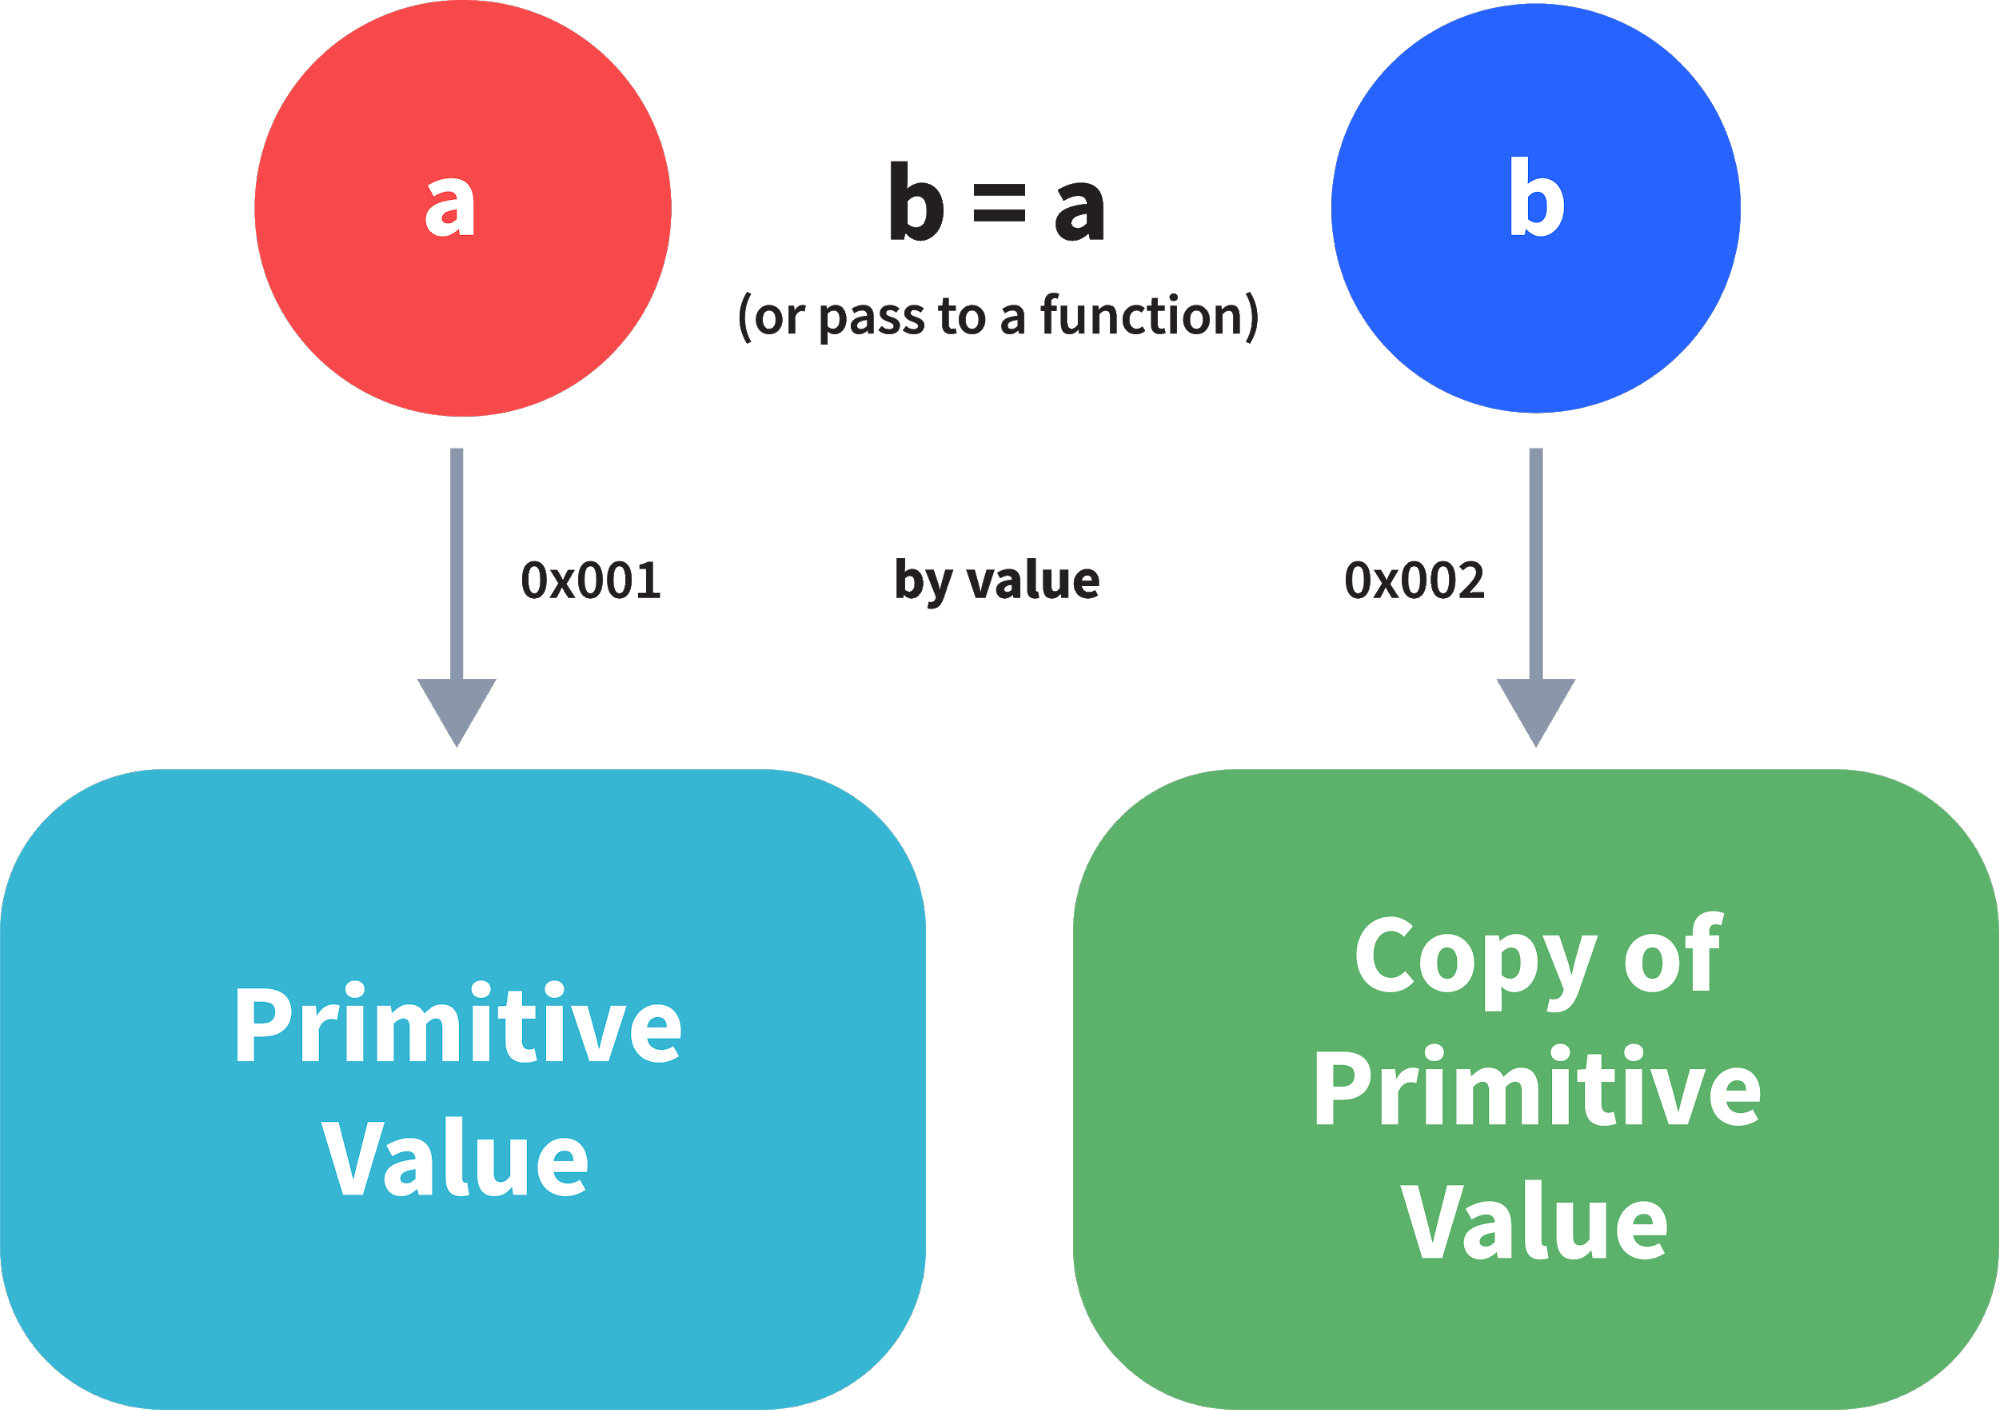 a
b = a
(or pass to a function)
b
0x001
by value
0x002
Primitive
Value
Copy of
Primitive
Value